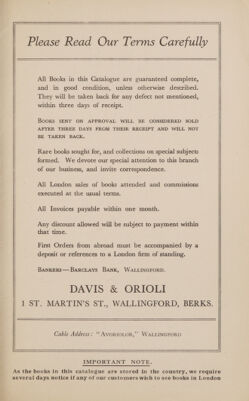 Please Read Our Terms Carefully
All Books in this Catalogue are guaranteed complete,
and in good condition, unless otherwise described.
They will be taken back for any defect not mentioned,
within three days of receipt.
Books sent on approval will be considered sold
after three days from their receipt and will not
be taken back.
Rare books sought for, and collections on special subjects
formed. We devote our special attention to this branch
of our business, and invite correspondence.
All London sales of books attended and commissions
executed at the usual terms.
All Invoices payable within one month.
Any discount allowed will be subject to payment within
that time.
First Orders from abroad must be accompanied by a
deposit or references to a London firm of standing.
Bankers—Barclays Bank, Wallingford.
DAVIS & ORIOLI
1 ST. MARTIN'S ST., WALLINGFORD, BERKS.
Cable Address: "Avoriolor," Wallingford
IMPORTANT NOTE.
As the books in this catalogue are stored in the country, we require
several days notice if any of our customers wish to see books in London